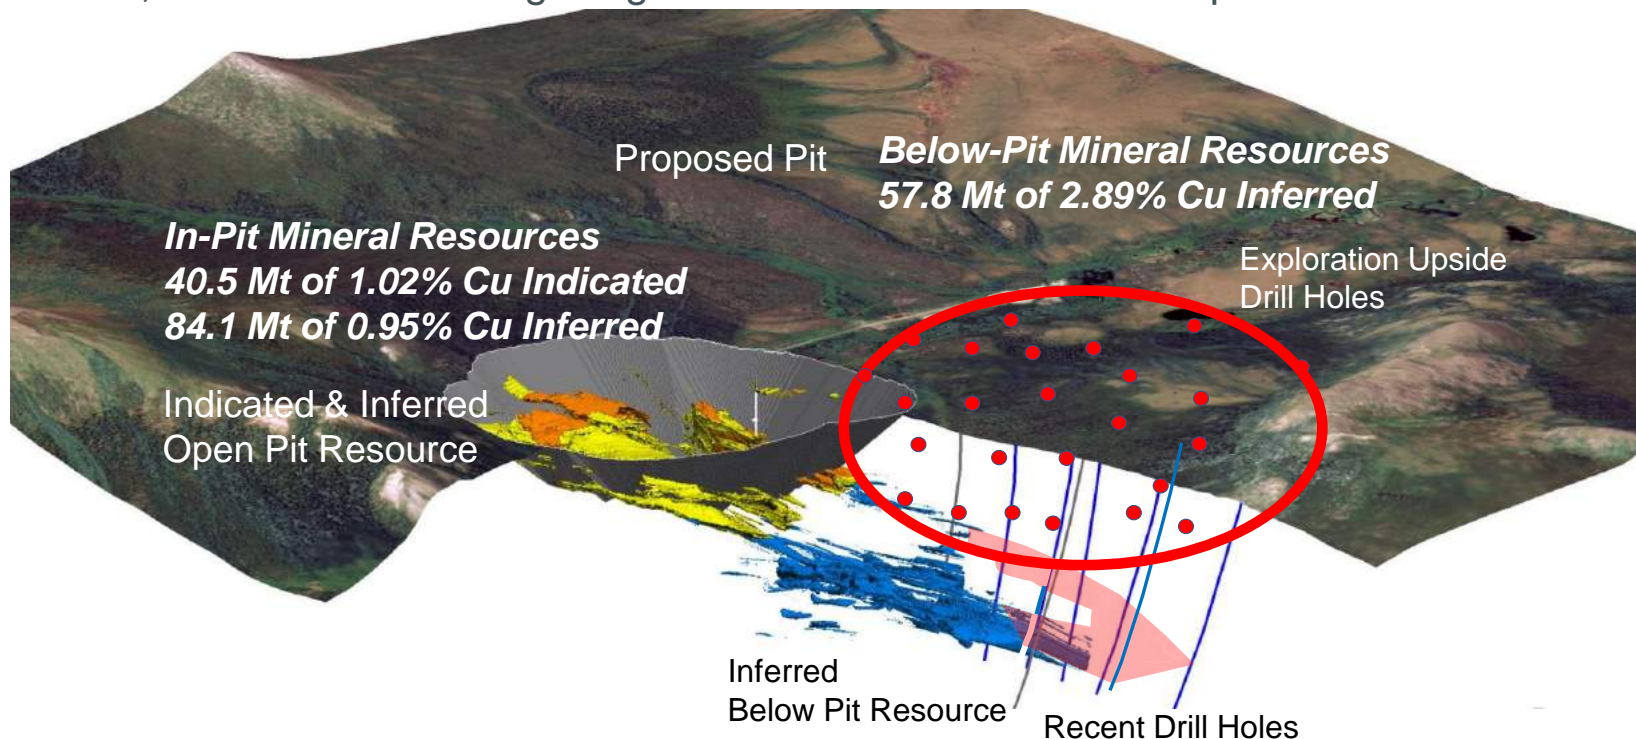 Proposed Pit
Below-Pit Mineral Resources
57.8 Mt of 2.89% Cu Inferred
In-Pit Mineral Resources
40.5 Mt of 1.02% Cu Indicated
84.1 Mt of 0.95% Cu Inferred
Exploration Upside
Drill Holes
Indicated & Inferred
Open Pit Resource
Inferred
Below Pit Resource
Recent Drill Holes